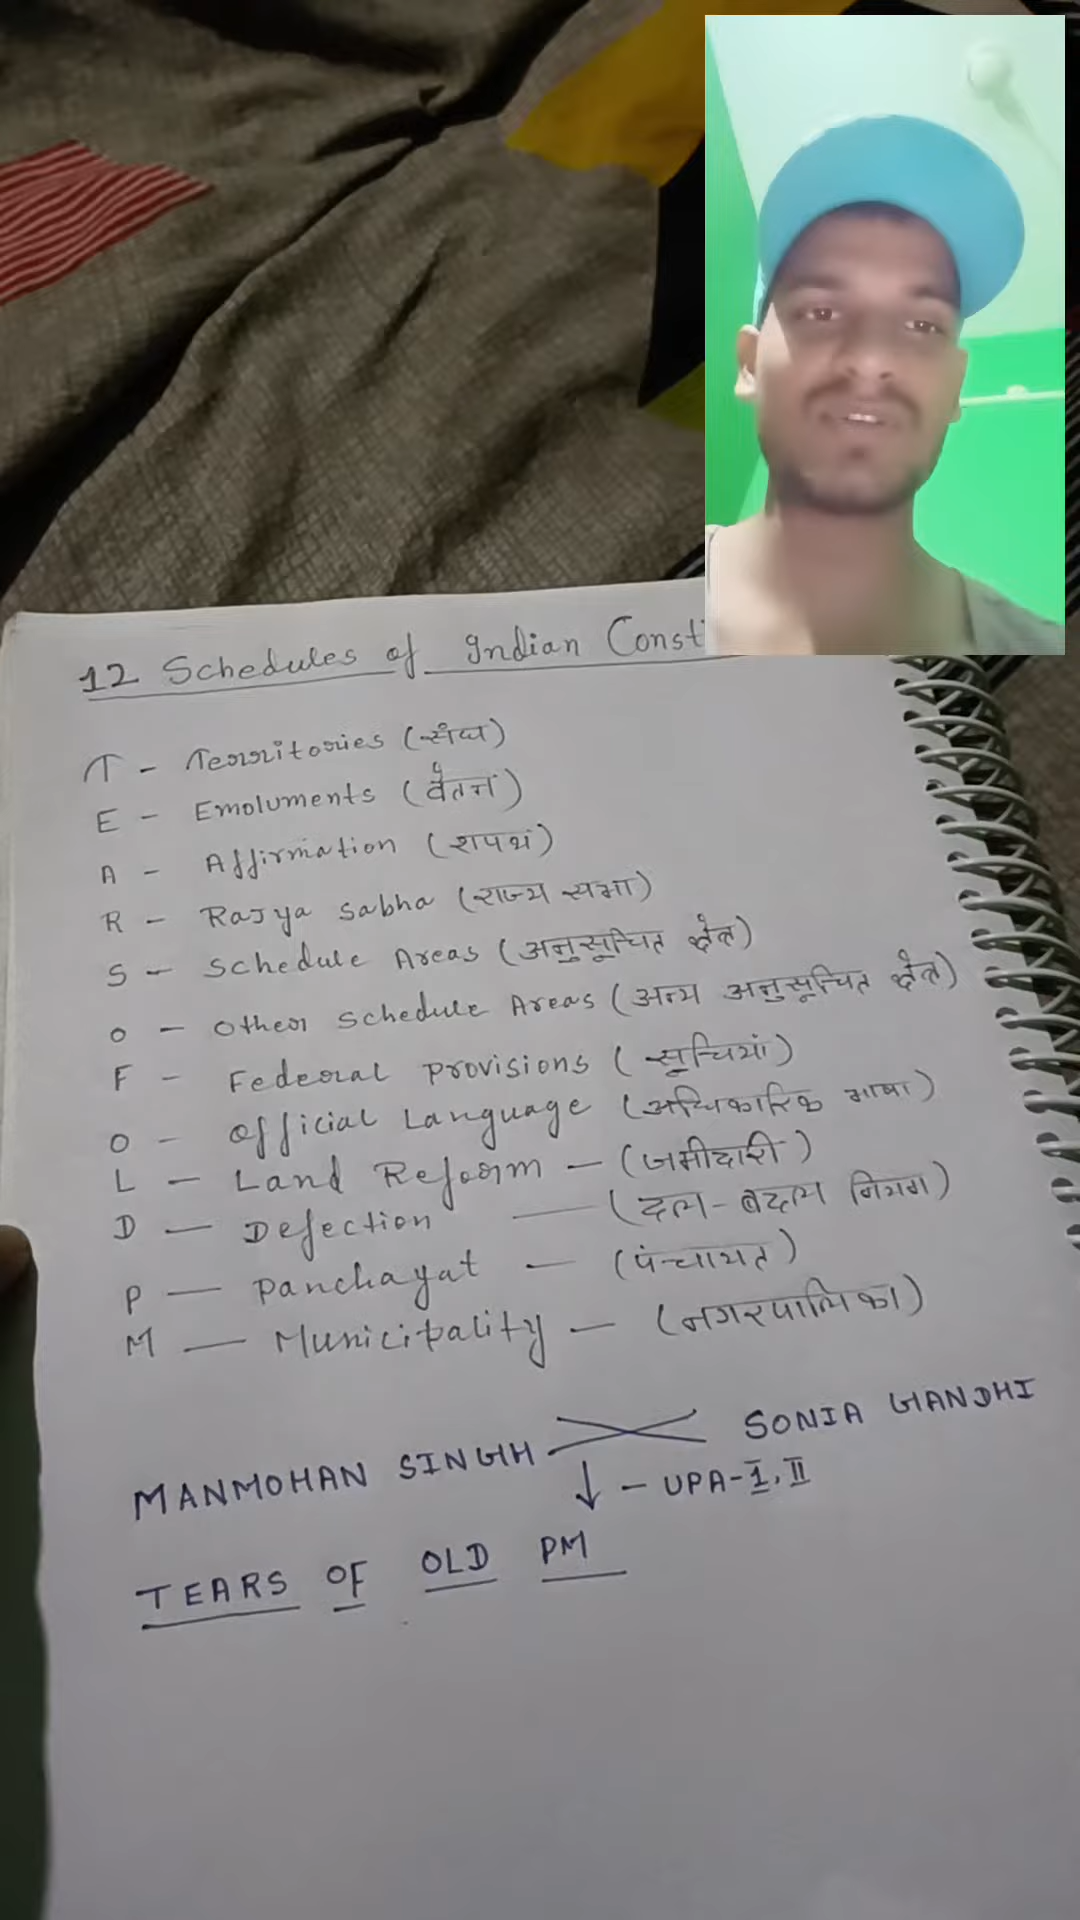 12 Schedules of Indian Const
T - Territories (संघ)
E - Emoluments (वेतन)
A - Affirmation (शपथ)
R - Rajya Sabha (राज्य सभा)
S - Schedule Areas (अनुसूचित क्षेत्र)
O - Other Schedule Areas (अन्य अनुसूचित क्षेत्र)
F - Federal Provisions (सूचियां)
O - Official Language (अधिकारिक भाषा)
L - Land Reform - (जमीदारी)
D - Defection - (दल-बदल नियम)
P - Panchayat - (पंचायत)
M - Municipality - (नगरपालिका)
MANMOHAN SINGH SONIA GANDHI
↓ - UPA-I, II
TEARS OF OLD PM